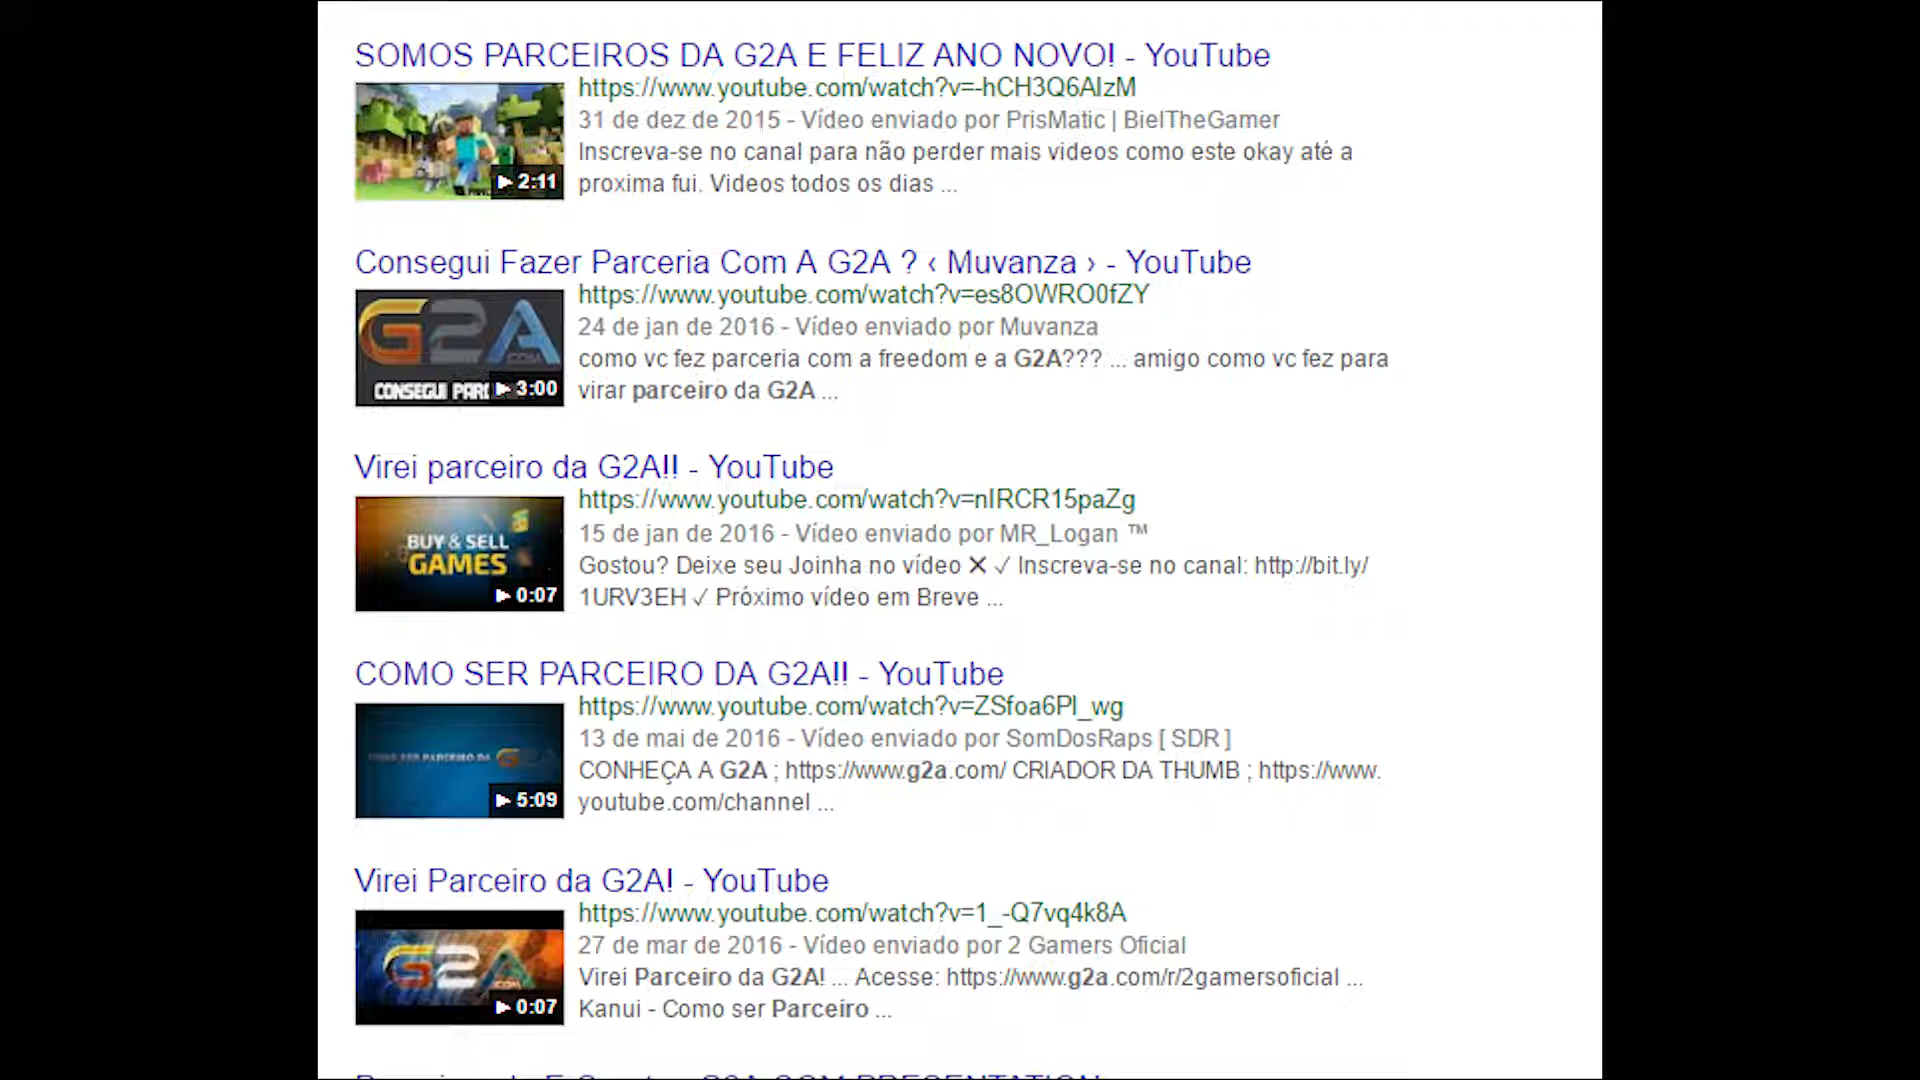 SOMOS PARCEIROS DA G2A E FELIZ ANO NOVO! - YouTube
https://www.youtube.com/watch?v=-hCH3Q6AIzM
31 de dez de 2015 - Vídeo enviado por PrisMatic | BielTheGamer
Inscreva-se no canal para não perder mais videos como este okay até a
proxima fui. Videos todos os dias ...
2:11
Consegui Fazer Parceria Com A G2A ? ‹ Muvanza › - YouTube
https://www.youtube.com/watch?v=es8OWRO0fZY
24 de jan de 2016 - Vídeo enviado por Muvanza
como vc fez parceria com a freedom e a G2A??? ... amigo como vc fez para
virar parceiro da G2A ...
G2A
.COM
CONSEGUI
3:00
Virei parceiro da G2A!! - YouTube
https://www.youtube.com/watch?v=nIRCR15paZg
15 de jan de 2016 - Vídeo enviado por MR_Logan ™
Gostou? Deixe seu Joinha no vídeo ✕ ✓ Inscreva-se no canal: http://bit.ly/
1URV3EH ✓ Próximo vídeo em Breve ...
BUY & SELL
GAMES
0:07
COMO SER PARCEIRO DA G2A!! - YouTube
https://www.youtube.com/watch?v=ZSfoa6Pl_wg
13 de mai de 2016 - Vídeo enviado por SomDosRaps [ SDR ]
CONHEÇA A G2A ; https://www.g2a.com/ CRIADOR DA THUMB ; https://www.
youtube.com/channel ...
SER PARCEIRO DA G2A
5:09
Virei Parceiro da G2A! - YouTube
https://www.youtube.com/watch?v=1_-Q7vq4k8A
27 de mar de 2016 - Vídeo enviado por 2 Gamers Oficial
Virei Parceiro da G2A! ... Acesse: https://www.g2a.com/r/2gamersoficial ...
Kanui - Como ser Parceiro ...
G2A
.COM
0:07